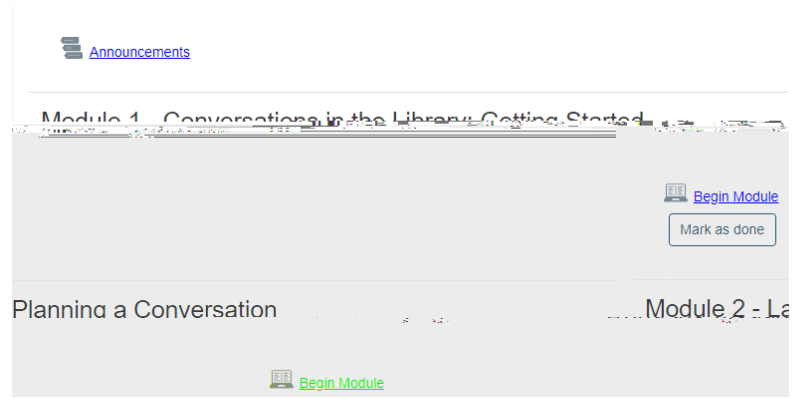 Announcements
Module 1 - Conversations in the Library: Getting Started
Begin Module
Mark as done
Planning a Conversation
Module 2 - La
Begin Module